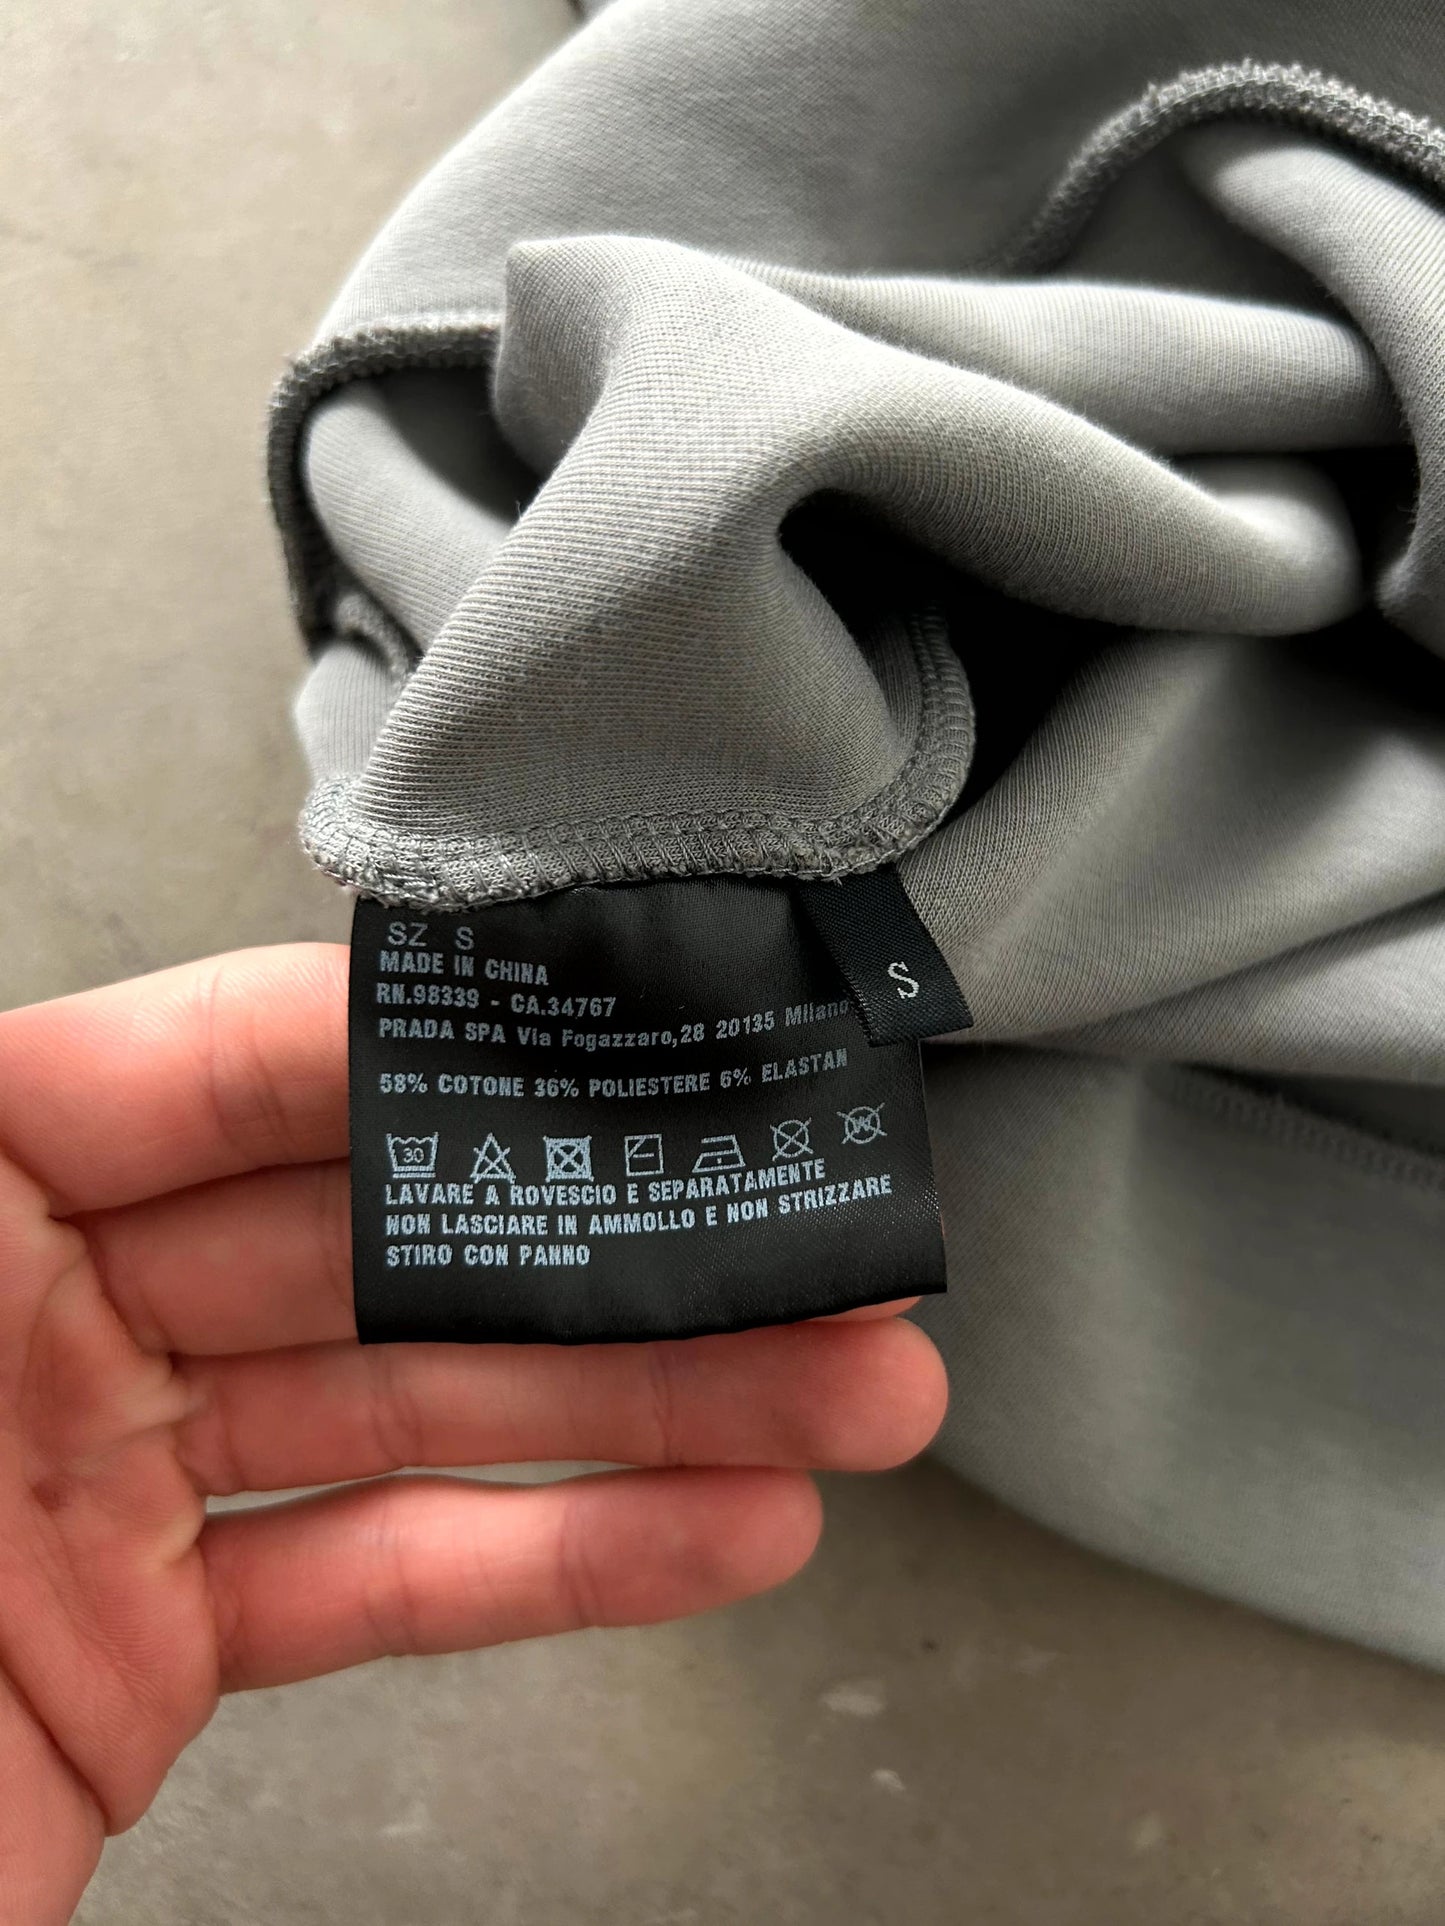 SZ S
MADE IN CHINA
RN.98339 - CA.34767
PRADA SPA Via Fogazzaro,28 20135 Milano
58% COTONE 36% POLIESTERE 6% ELASTAN
30
W
LAVARE A ROVESCIO E SEPARATAMENTE
NON LASCIARE IN AMMOLLO E NON STRIZZARE
STIRO CON PANNO
S